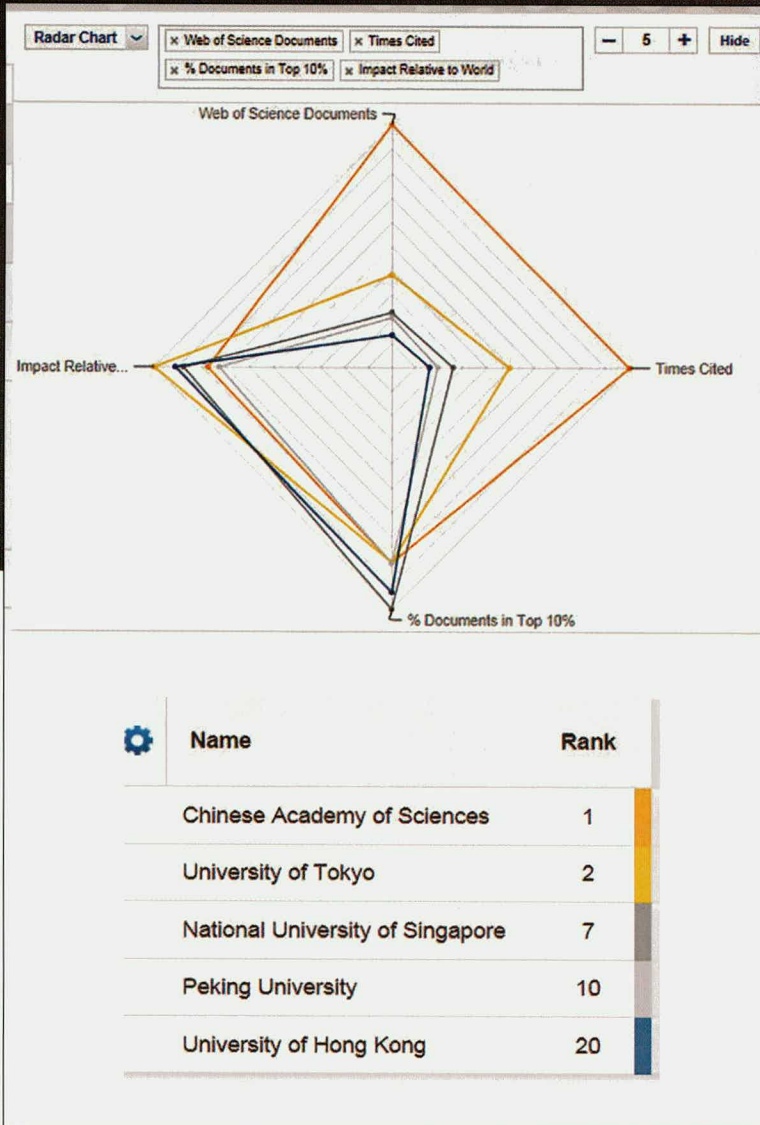 Radar Chart
× Web of Science Documents × Times Cited
× % Documents in Top 10% × Impact Relative to World
− 5 + Hide
Web of Science Documents
Impact Relative...
Times Cited
% Documents in Top 10%
Name Rank
Chinese Academy of Sciences 1
University of Tokyo 2
National University of Singapore 7
Peking University 10
University of Hong Kong 20